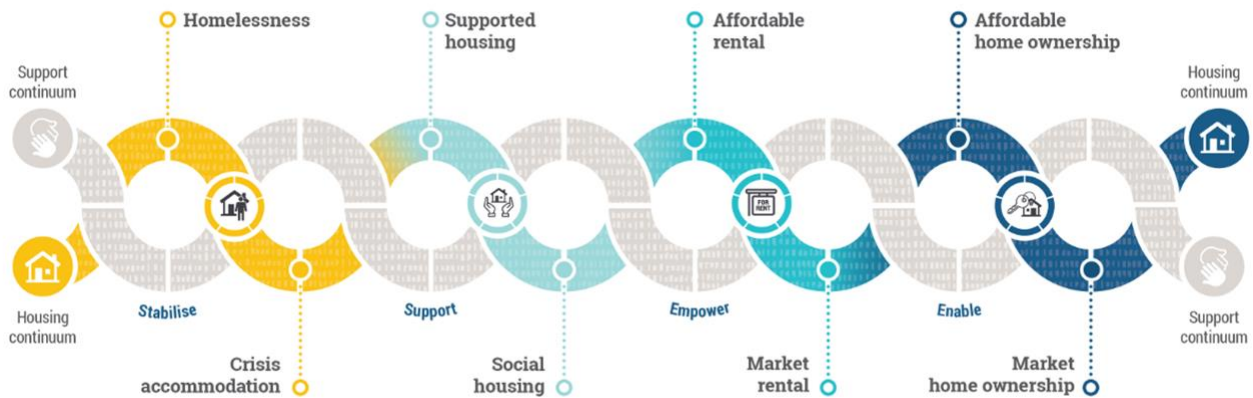 Homelessness
Supported
housing
Affordable
rental
Affordable
home ownership
Support
continuum
Housing
continuum
FOR
RENT
Stabilise
Support
Empower
Enable
Housing
continuum
Support
continuum
Crisis
accommodation
Social
housing
Market
rental
Market
home ownership